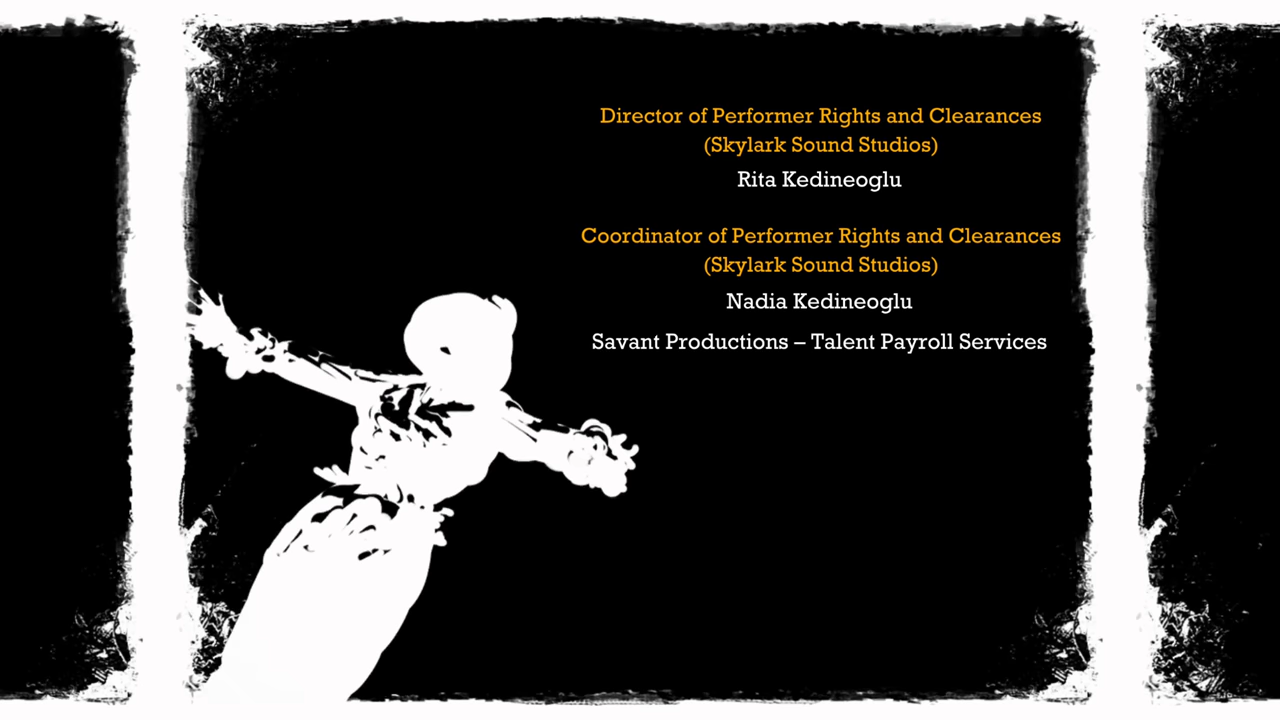 Director of Performer Rights and Clearances
(Skylark Sound Studios)
Rita Kedineoglu
Coordinator of Performer Rights and Clearances
(Skylark Sound Studios)
Nadia Kedineoglu
Savant Productions – Talent Payroll Services